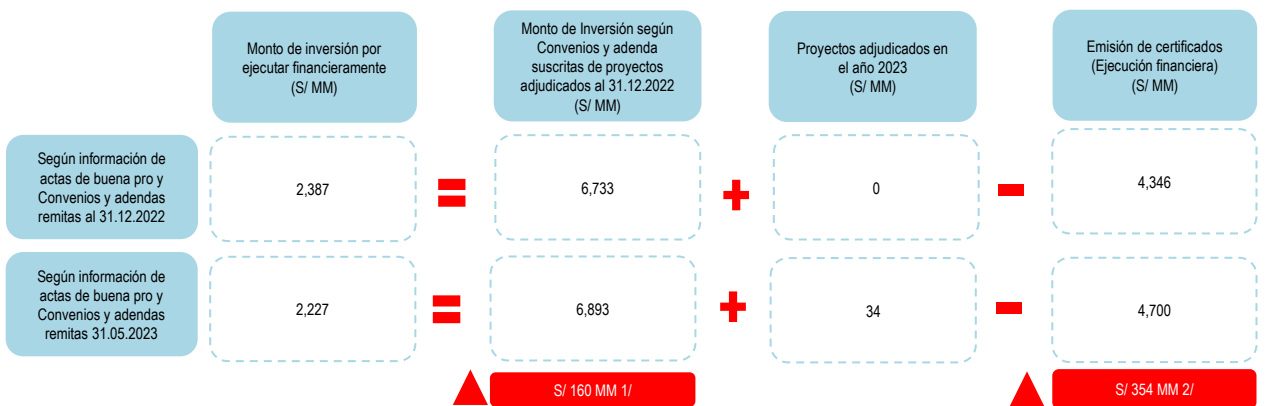 Monto de inversión por
ejecutar financieramente
(S/ MM)
Monto de Inversión según
Convenios y adenda
suscritas de proyectos
adjudicados al 31.12.2022
(S/ MM)
Proyectos adjudicados en
el año 2023
(S/ MM)
Emisión de certificados
(Ejecución financiera)
(S/ MM)
Según información de
actas de buena pro y
Convenios y adendas
remitas al 31.12.2022
2,387
=
6,733
+
0
-
4,346
Según información de
actas de buena pro y
Convenios y adendas
remitas 31.05.2023
2,227
=
6,893
+
34
-
4,700
S/ 160 MM 1/
S/ 354 MM 2/